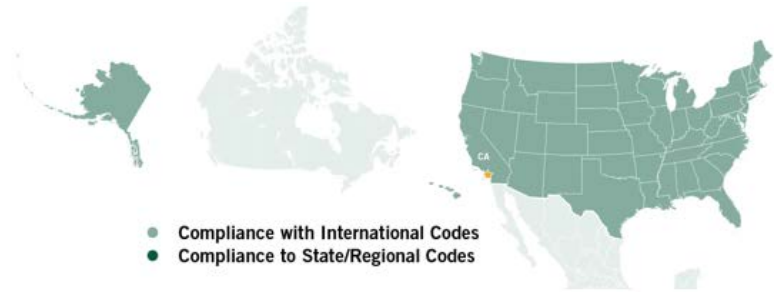 CA
Compliance with International Codes
Compliance to State/Regional Codes